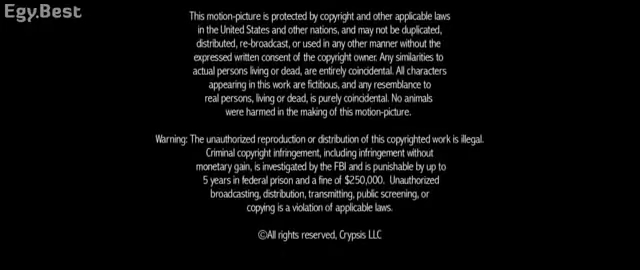 Egy.Best
This motion-picture is protected by copyright and other applicable laws
in the United States and other nations, and may not be duplicated,
distributed, re-broadcast, or used in any other manner without the
expressed written consent of the copyright owner. Any similarities to
actual persons living or dead, are entirely coincidental. All characters
appearing in this work are fictitious, and any resemblance to
real persons, living or dead, is purely coincidental. No animals
were harmed in the making of this motion-picture.
Warning: The unauthorized reproduction or distribution of this copyrighted work is illegal.
Criminal copyright infringement, including infringement without
monetary gain, is investigated by the FBI and is punishable by up to
5 years in federal prison and a fine of $250,000. Unauthorized
broadcasting, distribution, transmitting, public screening, or
copying is a violation of applicable laws.
©All rights reserved, Crypsis LLC